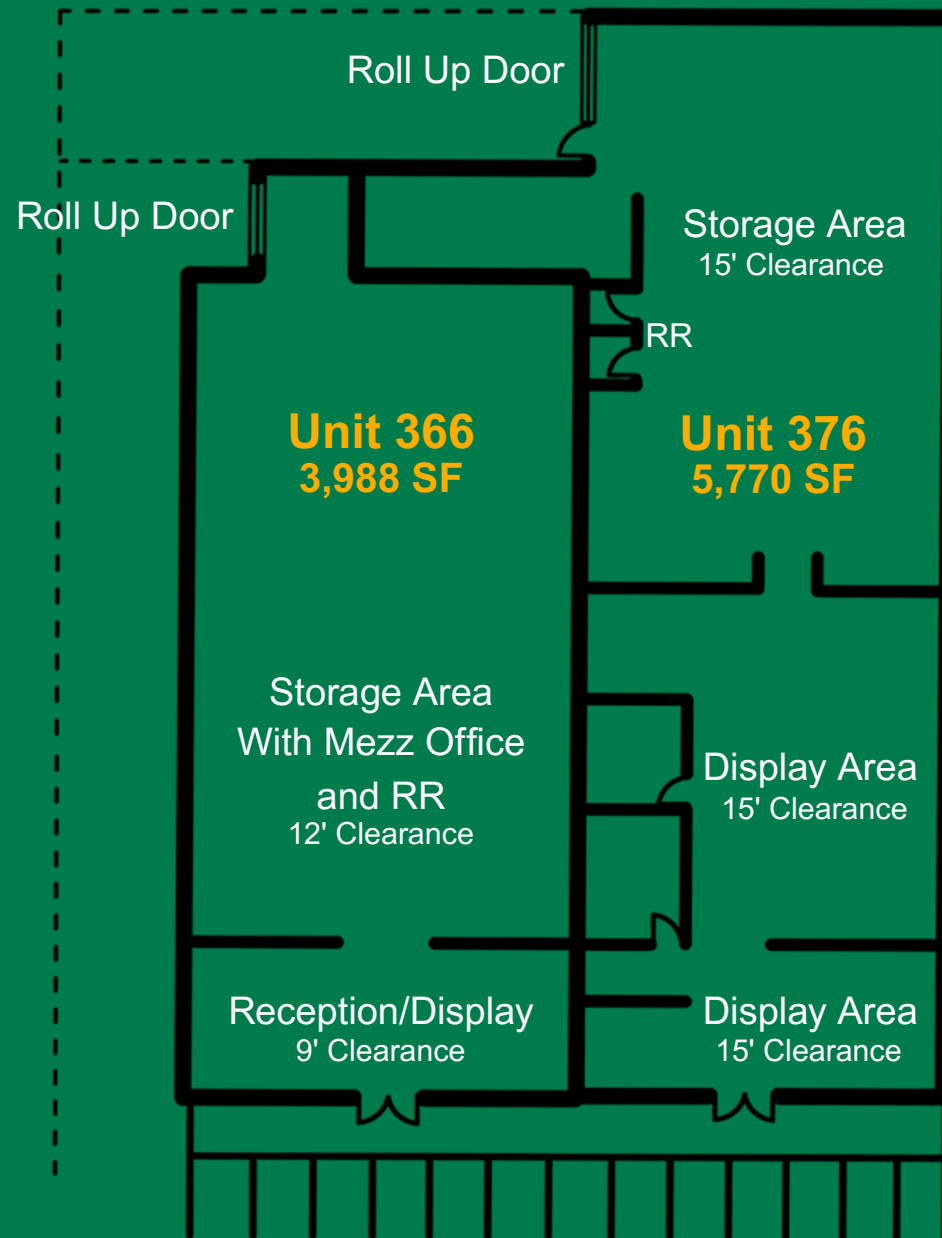 Roll Up Door
Roll Up Door
Storage Area
15' Clearance
RR
Unit 366
3,988 SF
Unit 376
5,770 SF
Storage Area
With Mezz Office
and RR
12' Clearance
Display Area
15' Clearance
Reception/Display
9' Clearance
Display Area
15' Clearance